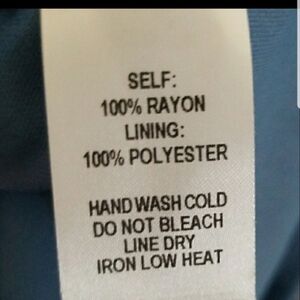 SELF:
100% RAYON
LINING:
100% POLYESTER
HAND WASH COLD
DO NOT BLEACH
LINE DRY
IRON LOW HEAT